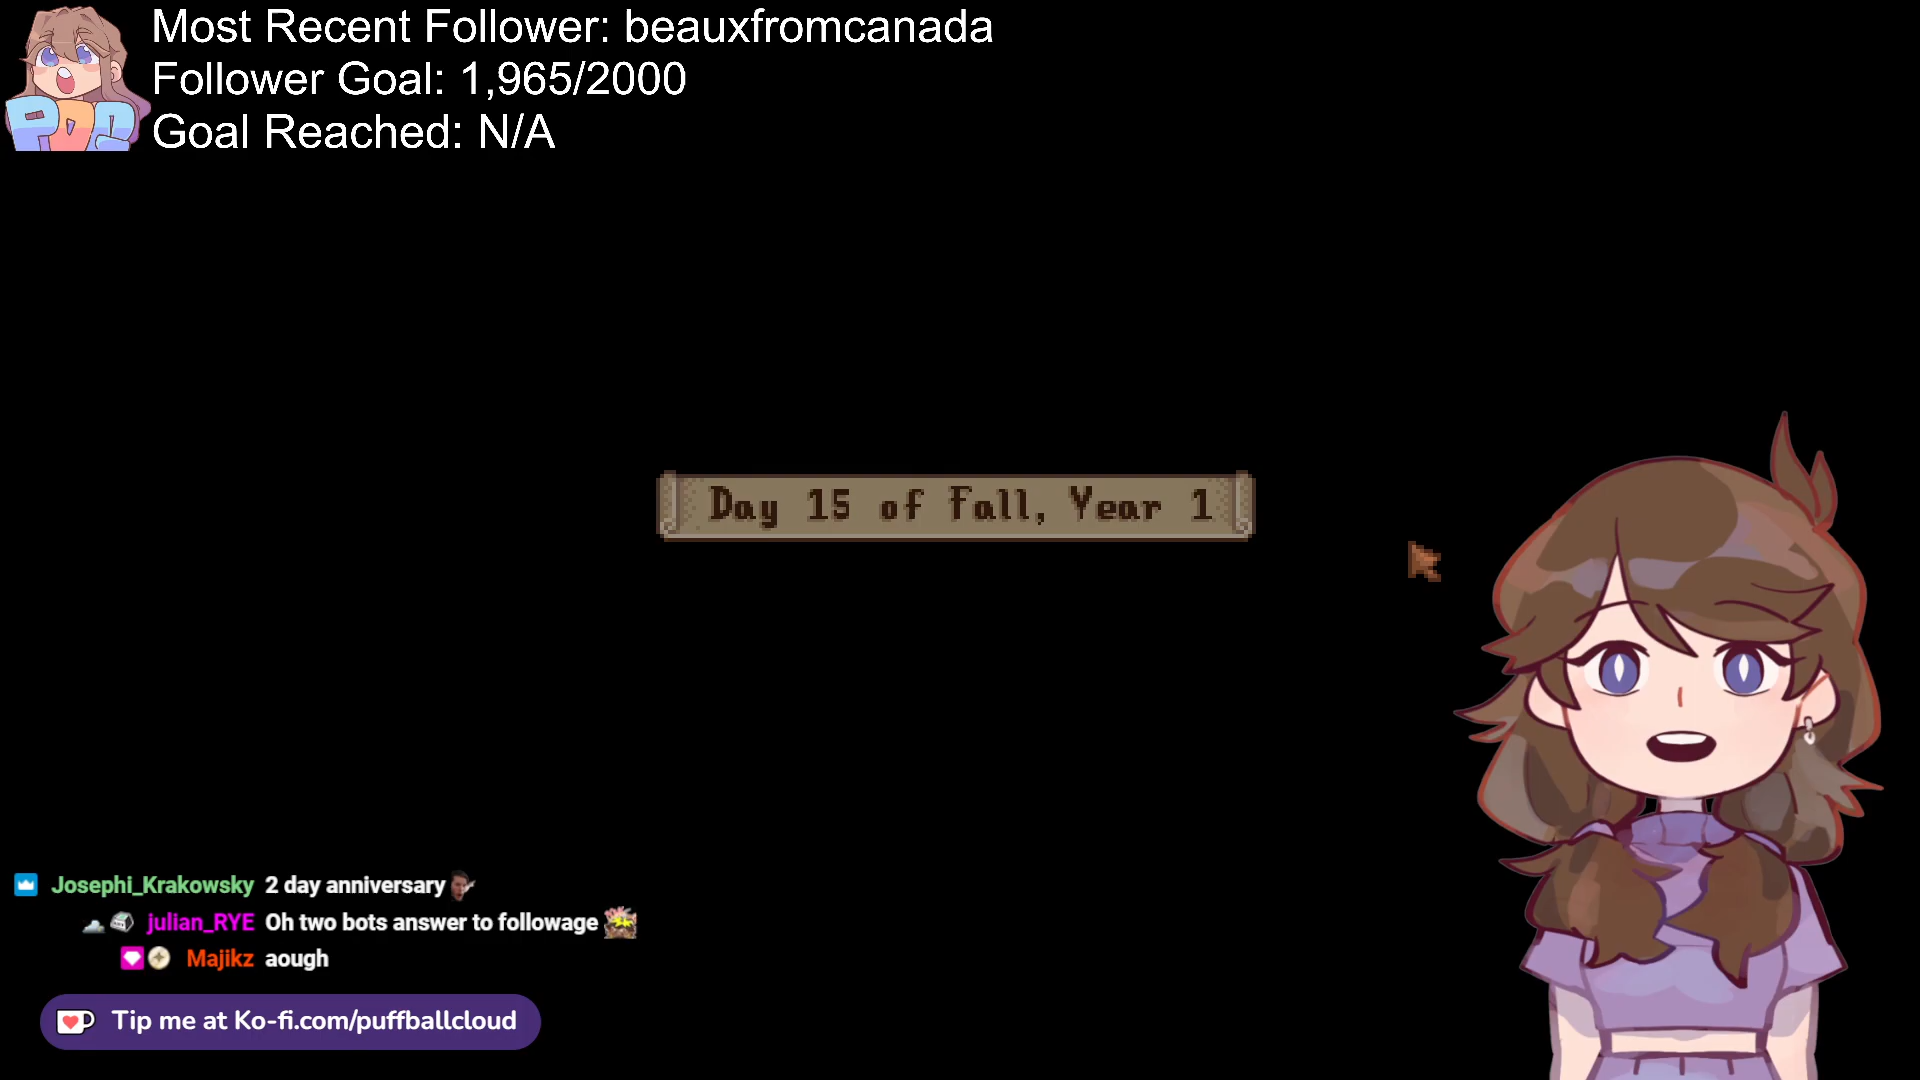 Most Recent Follower: beauxfromcanada
Follower Goal: 1,965/2000
Goal Reached: N/A
POG
Day 15 of Fall, Year 1
Josephi_Krakowsky 2 day anniversary
julian_RYE Oh two bots answer to followage
Majikz aough
Tip me at Ko-fi.com/puffballcloud